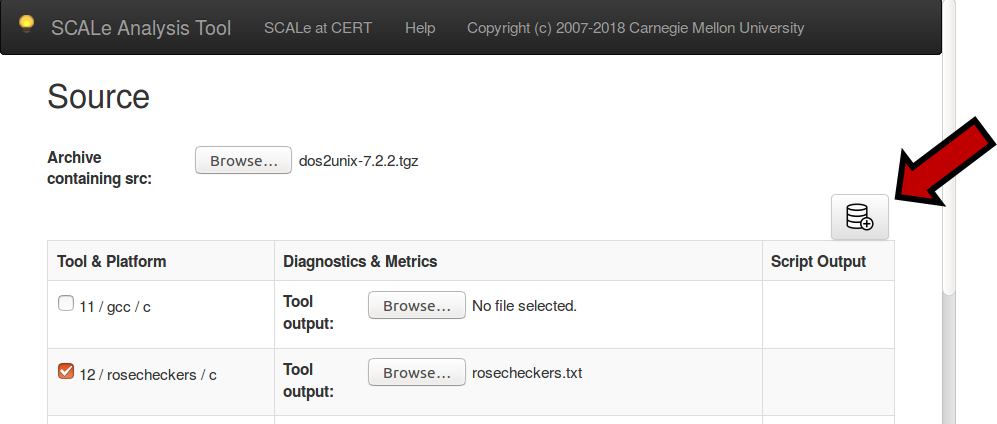 SCALe Analysis Tool SCALe at CERT Help Copyright (c) 2007-2018 Carnegie Mellon University
Source
Archive
containing src:
Browse... dos2unix-7.2.2.tgz
Tool & Platform Diagnostics & Metrics Script Output
11 / gcc / c
Tool
output:
Browse... No file selected.
12 / rosecheckers / c
Tool
output:
Browse... rosecheckers.txt